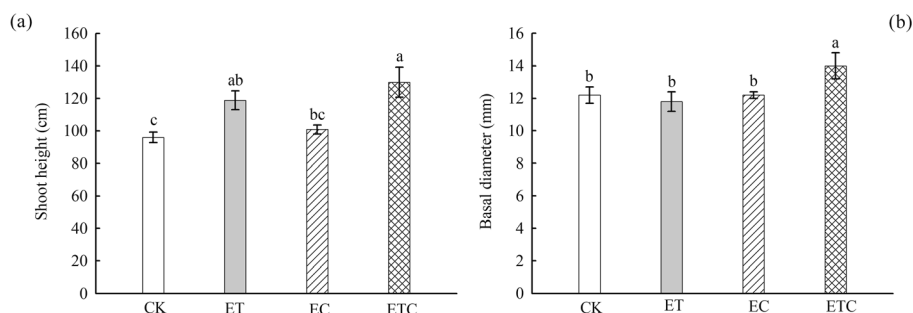 (a)
Shoot height (cm)
160
140
120
100
80
60
40
20
0
c
ab
bc
a
CK
ET
EC
ETC
(b)
Basal diameter (mm)
16
14
12
10
8
6
4
2
0
b
b
b
a
CK
ET
EC
ETC